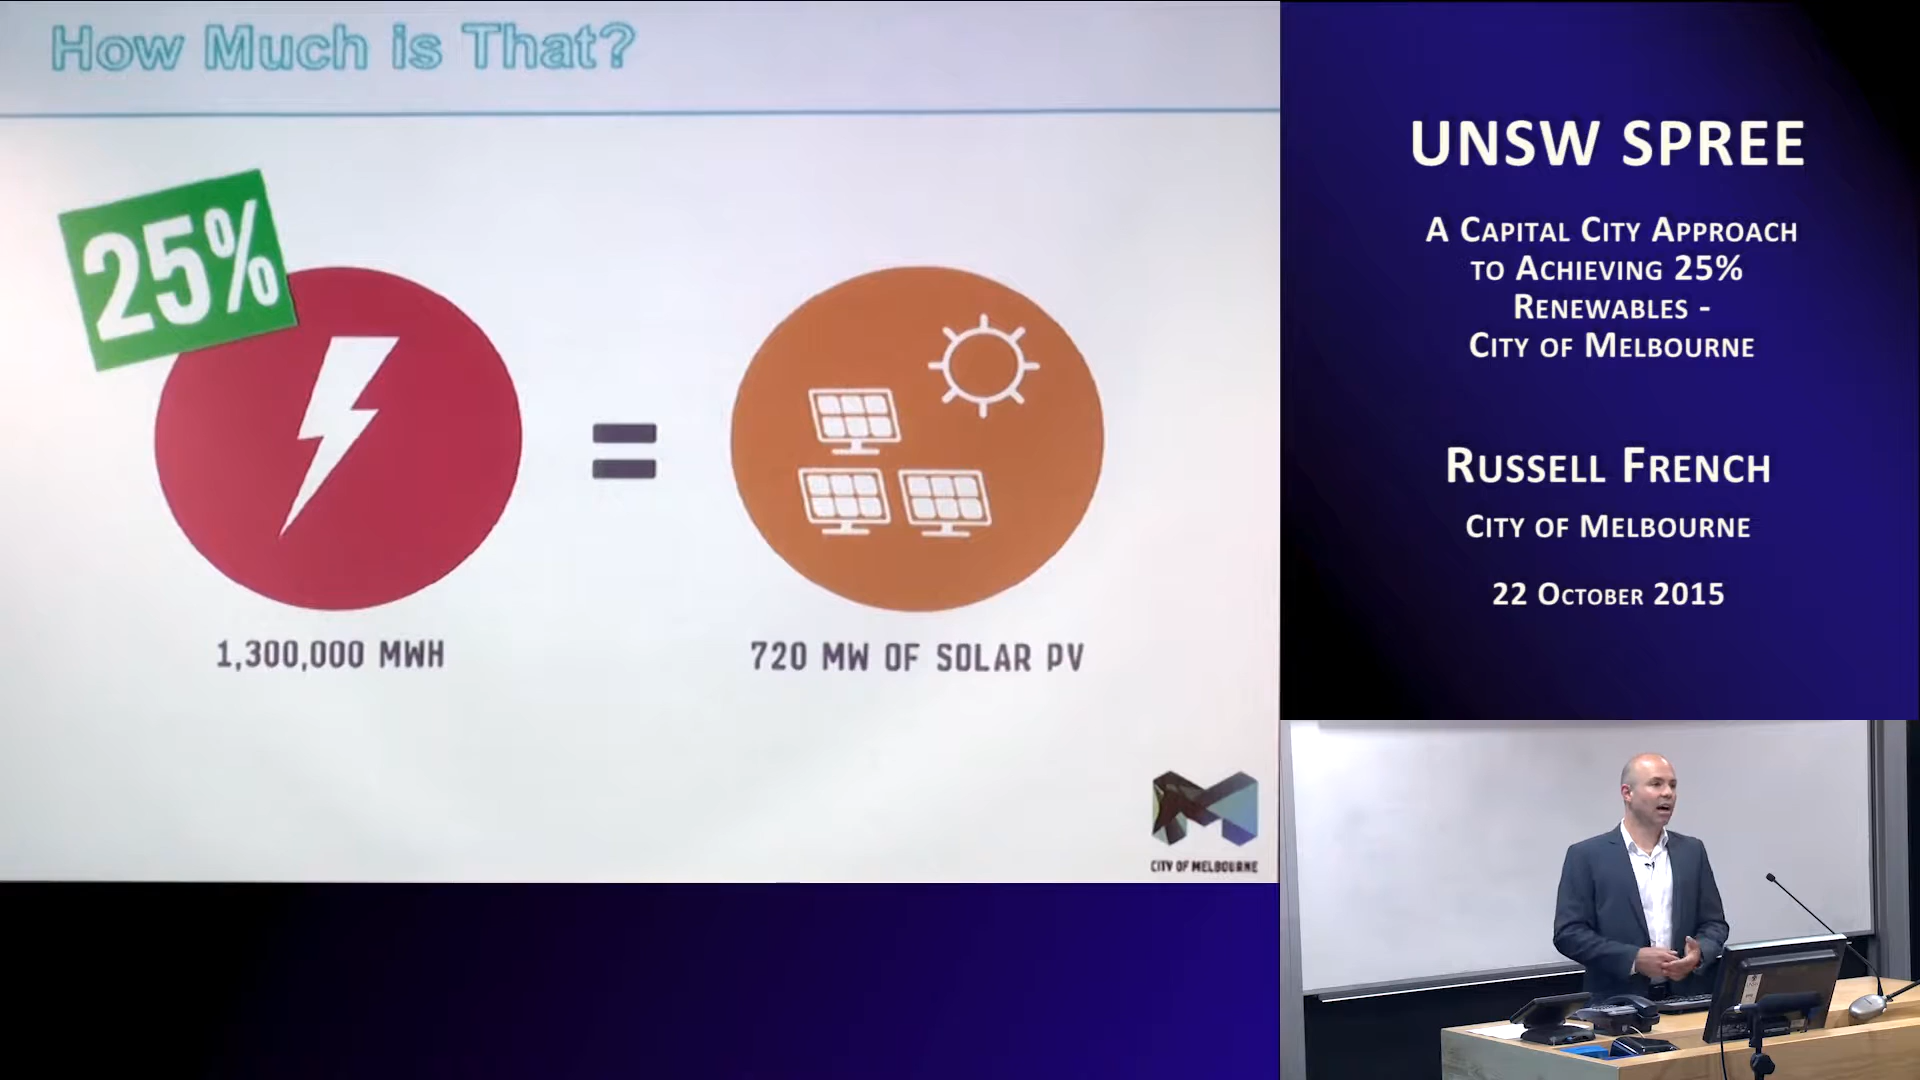 How Much is That?
25%
1,300,000 MWH
=
720 MW OF SOLAR PV
CITY OF MELBOURNE
UNSW SPREE
A CAPITAL CITY APPROACH
TO ACHIEVING 25%
RENEWABLES -
CITY OF MELBOURNE
RUSSELL FRENCH
CITY OF MELBOURNE
22 OCTOBER 2015